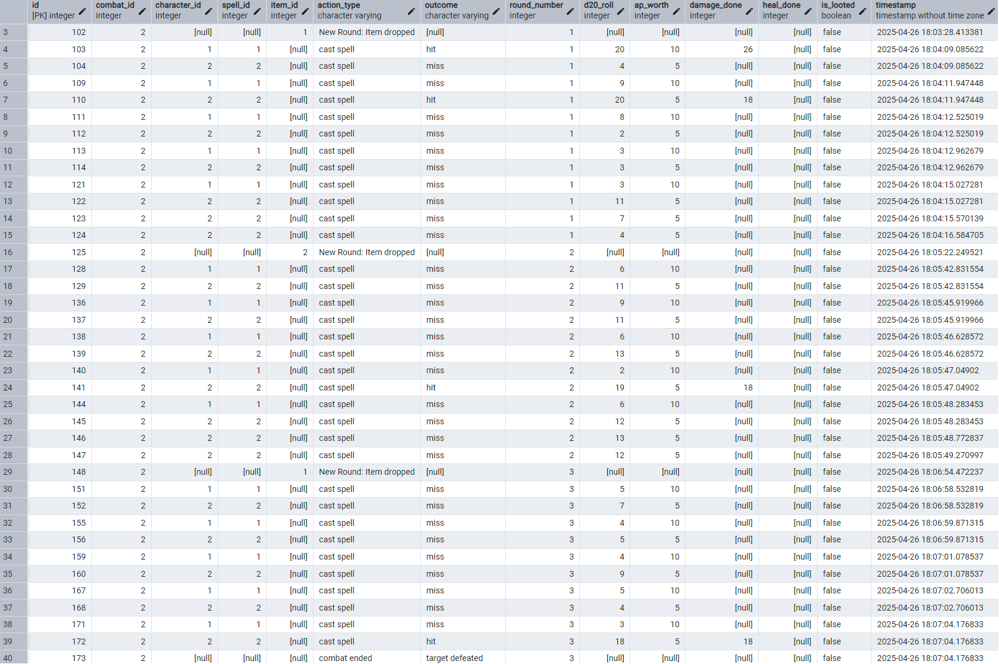 id combat_id character_id spell_id item_id action_type outcome round_number d20_roll ap_worth damage_done heal_done is_looted timestamp
[PK] integer integer integer integer integer character varying character varying integer integer integer integer integer boolean timestamp without time zone
3 102 2 [null] [null] 1 New Round: Item dropped [null] 1 [null] [null] [null] [null] false 2025-04-26 18:03:28.413381
4 103 2 1 1 [null] cast spell hit 1 20 10 26 [null] false 2025-04-26 18:04:09.085622
5 104 2 2 2 [null] cast spell miss 1 4 5 [null] [null] false 2025-04-26 18:04:09.085622
6 109 2 1 1 [null] cast spell miss 1 9 10 [null] [null] false 2025-04-26 18:04:11.947448
7 110 2 2 2 [null] cast spell hit 1 20 5 18 [null] false 2025-04-26 18:04:11.947448
8 111 2 1 1 [null] cast spell miss 1 8 10 [null] [null] false 2025-04-26 18:04:12.525019
9 112 2 2 2 [null] cast spell miss 1 2 5 [null] [null] false 2025-04-26 18:04:12.525019
10 113 2 1 1 [null] cast spell miss 1 3 10 [null] [null] false 2025-04-26 18:04:12.962679
11 114 2 2 2 [null] cast spell miss 1 3 5 [null] [null] false 2025-04-26 18:04:12.962679
12 121 2 1 1 [null] cast spell miss 1 3 10 [null] [null] false 2025-04-26 18:04:15.027281
13 122 2 2 2 [null] cast spell miss 1 11 5 [null] [null] false 2025-04-26 18:04:15.027281
14 123 2 2 2 [null] cast spell miss 1 7 5 [null] [null] false 2025-04-26 18:04:15.570139
15 124 2 2 2 [null] cast spell miss 1 4 5 [null] [null] false 2025-04-26 18:04:16.584705
16 125 2 [null] [null] 2 New Round: Item dropped [null] 2 [null] [null] [null] [null] false 2025-04-26 18:05:22.249521
17 128 2 1 1 [null] cast spell miss 2 6 10 [null] [null] false 2025-04-26 18:05:42.831554
18 129 2 2 2 [null] cast spell miss 2 11 5 [null] [null] false 2025-04-26 18:05:42.831554
19 136 2 1 1 [null] cast spell miss 2 9 10 [null] [null] false 2025-04-26 18:05:45.919966
20 137 2 2 2 [null] cast spell miss 2 11 5 [null] [null] false 2025-04-26 18:05:45.919966
21 138 2 1 1 [null] cast spell miss 2 6 10 [null] [null] false 2025-04-26 18:05:46.628572
22 139 2 2 2 [null] cast spell miss 2 13 5 [null] [null] false 2025-04-26 18:05:46.628572
23 140 2 1 1 [null] cast spell miss 2 2 10 [null] [null] false 2025-04-26 18:05:47.04902
24 141 2 2 2 [null] cast spell hit 2 19 5 18 [null] false 2025-04-26 18:05:47.04902
25 144 2 1 1 [null] cast spell miss 2 6 10 [null] [null] false 2025-04-26 18:05:48.283453
26 145 2 2 2 [null] cast spell miss 2 12 5 [null] [null] false 2025-04-26 18:05:48.283453
27 146 2 2 2 [null] cast spell miss 2 13 5 [null] [null] false 2025-04-26 18:05:48.772837
28 147 2 2 2 [null] cast spell miss 2 12 5 [null] [null] false 2025-04-26 18:05:49.270997
29 148 2 [null] [null] 1 New Round: Item dropped [null] 3 [null] [null] [null] [null] false 2025-04-26 18:06:54.472237
30 151 2 1 1 [null] cast spell miss 3 5 10 [null] [null] false 2025-04-26 18:06:58.532819
31 152 2 2 2 [null] cast spell miss 3 7 5 [null] [null] false 2025-04-26 18:06:58.532819
32 155 2 1 1 [null] cast spell miss 3 4 10 [null] [null] false 2025-04-26 18:06:59.871315
33 156 2 2 2 [null] cast spell miss 3 5 5 [null] [null] false 2025-04-26 18:06:59.871315
34 159 2 1 1 [null] cast spell miss 3 4 10 [null] [null] false 2025-04-26 18:07:01.078537
35 160 2 2 2 [null] cast spell miss 3 9 5 [null] [null] false 2025-04-26 18:07:01.078537
36 167 2 1 1 [null] cast spell miss 3 5 10 [null] [null] false 2025-04-26 18:07:02.706013
37 168 2 2 2 [null] cast spell miss 3 4 5 [null] [null] false 2025-04-26 18:07:02.706013
38 171 2 1 1 [null] cast spell miss 3 3 10 [null] [null] false 2025-04-26 18:07:04.176833
39 172 2 2 2 [null] cast spell hit 3 18 5 18 [null] false 2025-04-26 18:07:04.176833
40 173 2 [null] [null] [null] combat ended target defeated 3 [null] [null] [null] [null] false 2025-04-26 18:07:04.176833